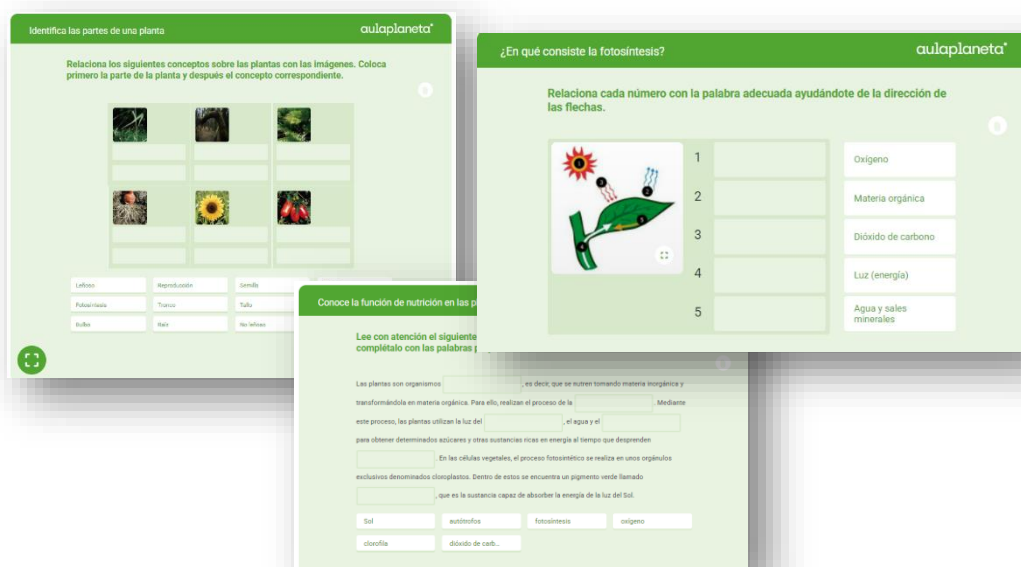 Identifica las partes de una planta
aulaplaneta
Relaciona los siguientes conceptos sobre las plantas con las imágenes. Coloca
primero la parte de la planta y después el concepto correspondiente.
Leñoso
Reproducción
Semilla
Fotosíntesis
Tronco
Tallo
Bulbo
Raíz
No leñoso
¿En qué consiste la fotosíntesis?
aulaplaneta
Relaciona cada número con la palabra adecuada ayudándote de la dirección de
las flechas.
1
Oxígeno
2
Materia orgánica
3
Dióxido de carbono
4
Luz (energía)
5
Agua y sales
minerales
Conoce la función de nutrición en las
Lee con atención el siguiente
complétalo con las palabras
Las plantas son organismos , es decir, que se nutren tomando materia inorgánica y
transformándola en materia orgánica. Para ello, realizan el proceso de la . Mediante
este proceso, las plantas utilizan la luz del , el agua y el
para obtener determinados azúcares y otras sustancias ricas en energía al tiempo que desprenden
. En las células vegetales, el proceso fotosintético se realiza en unos orgánulos
exclusivos denominados cloroplastos. Dentro de estos se encuentra un pigmento verde llamado
, que es la sustancia capaz de absorber la energía de la luz del Sol.
Sol
autótrofos
fotosíntesis
oxígeno
clorofila
dióxido de carb...